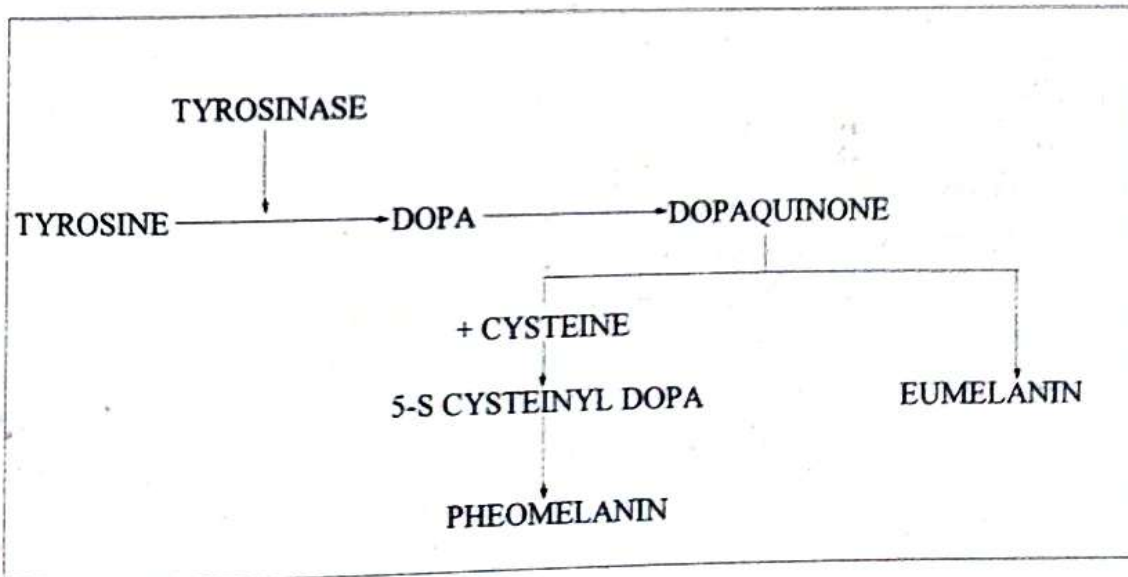 TYROSINASE
TYROSINE DOPA DOPAQUINONE
+ CYSTEINE
5-S CYSTEINYL DOPA EUMELANIN
PHEOMELANIN